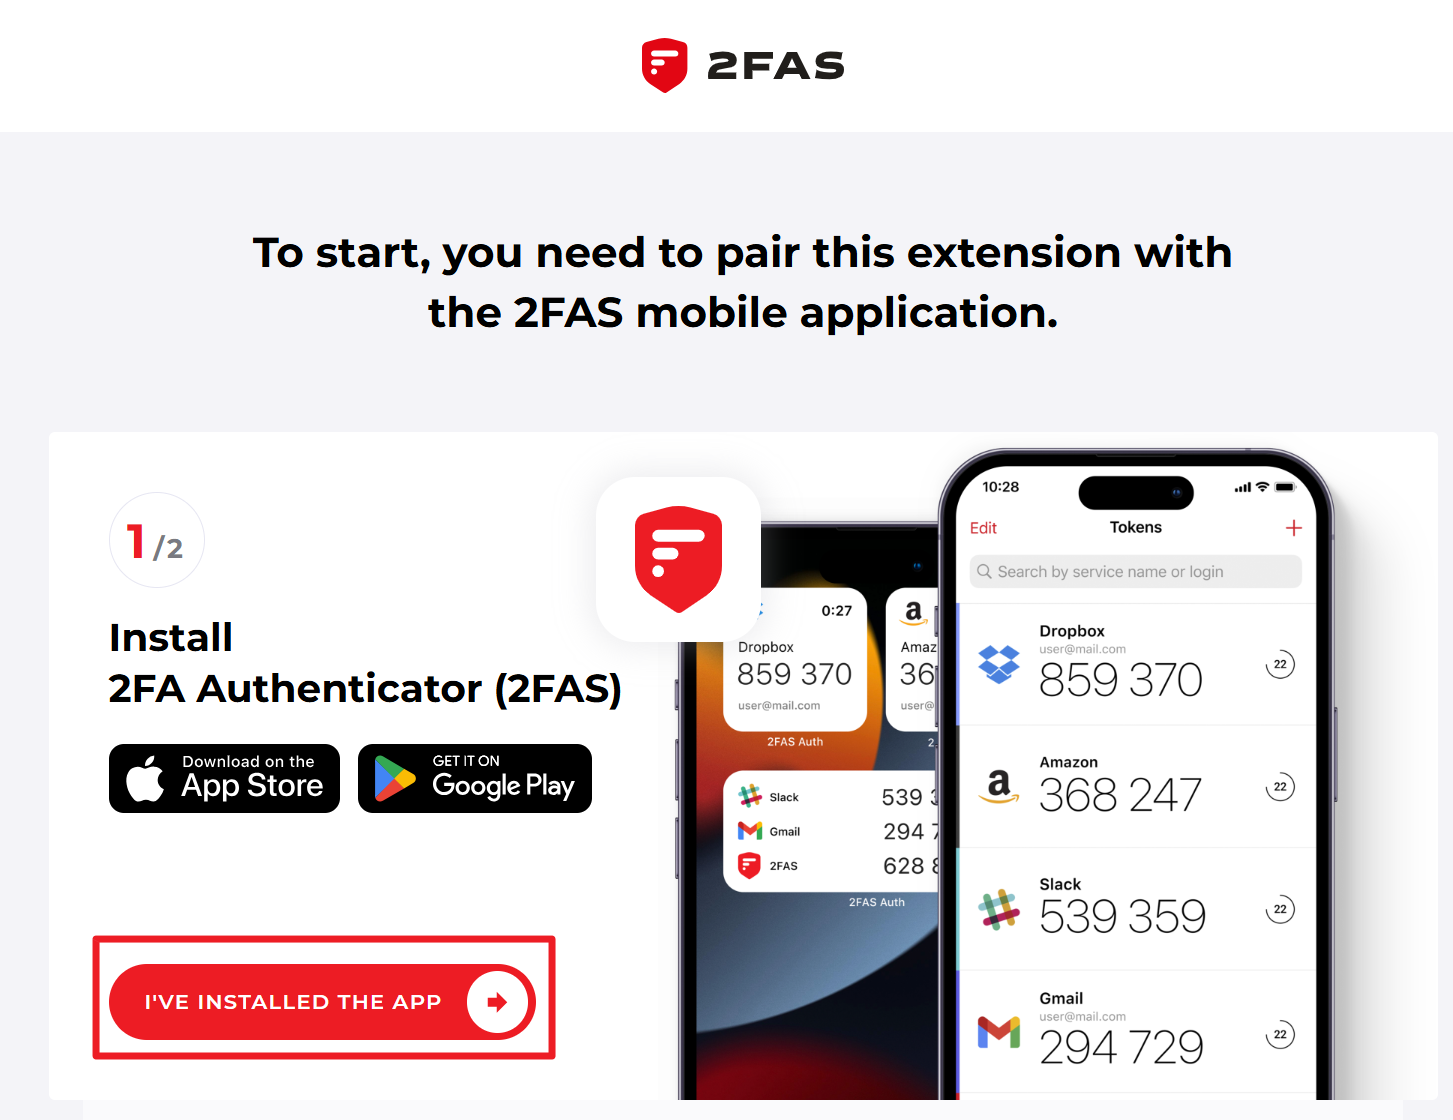 2FAS
To start, you need to pair this extension with
the 2FAS mobile application.
1/2
Install
2FA Authenticator (2FAS)
Download on the
App Store
GET IT ON
Google Play
I'VE INSTALLED THE APP
0:27
Dropbox
859 370
user@mail.com
2FAS Auth
a
Amaz
36
user@
2
Slack 539 3
Gmail 294 7
2FAS 628 8
2FAS Auth
10:28
Edit Tokens +
Search by service name or login
Dropbox
user@mail.com
859 370 22
a
Amazon
368 247 22
Slack
539 359 22
Gmail
user@mail.com
294 729 22